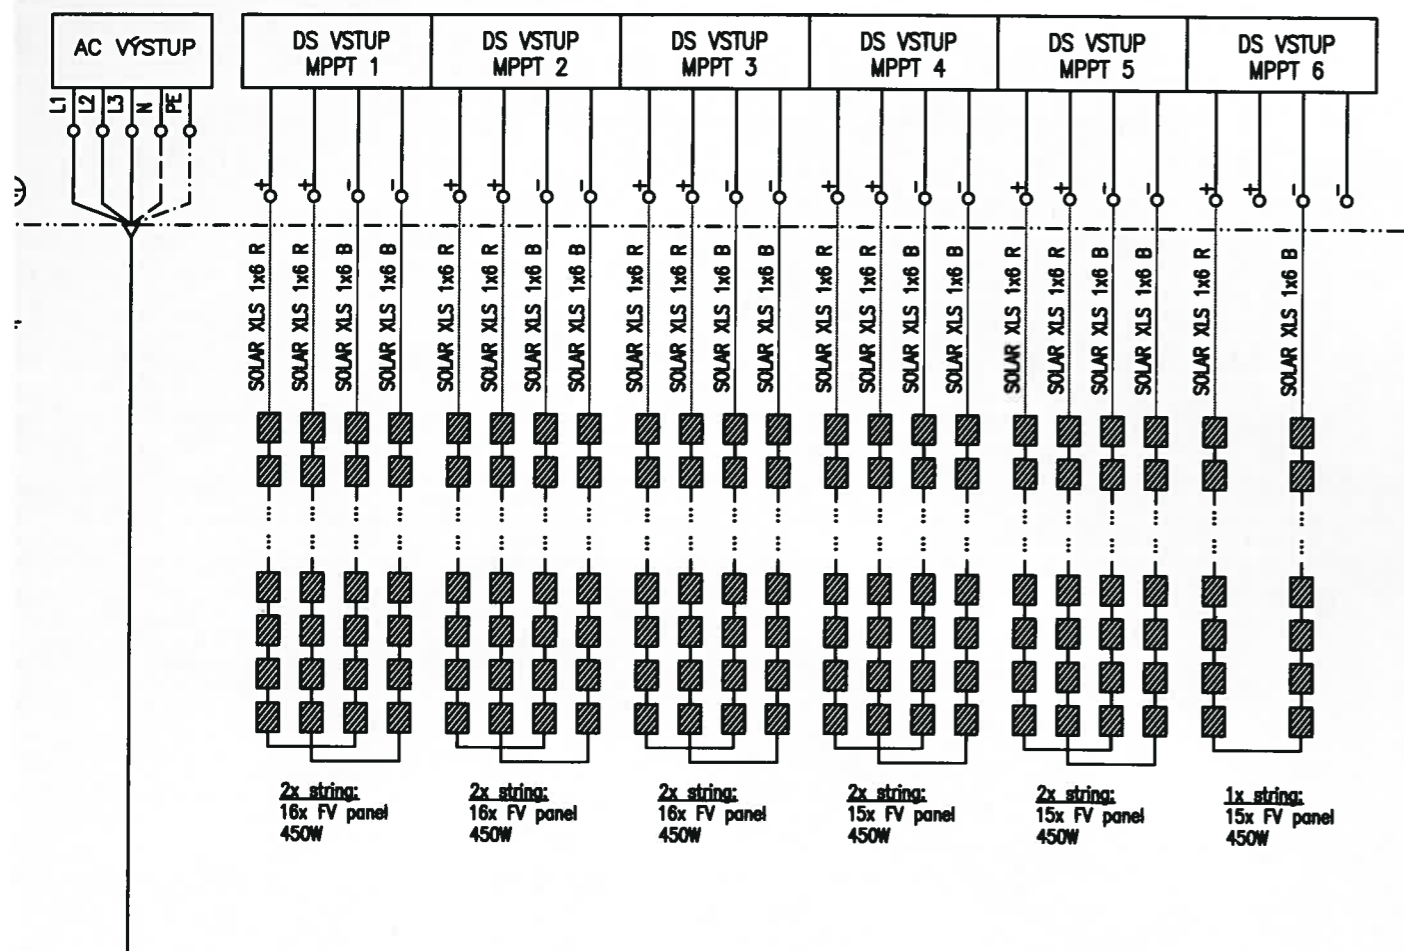 AC VÝSTUP
L1
L2
L3
N
PE
DS VSTUP
MPPT 1
DS VSTUP
MPPT 2
DS VSTUP
MPPT 3
DS VSTUP
MPPT 4
DS VSTUP
MPPT 5
DS VSTUP
MPPT 6
+ + - -
+ + - -
+ + - -
+ + - -
+ + - -
+ + - -
SOLAR XLS 1x6 R
SOLAR XLS 1x6 R
SOLAR XLS 1x6 B
SOLAR XLS 1x6 B
SOLAR XLS 1x6 R
SOLAR XLS 1x6 R
SOLAR XLS 1x6 B
SOLAR XLS 1x6 B
SOLAR XLS 1x6 R
SOLAR XLS 1x6 R
SOLAR XLS 1x6 B
SOLAR XLS 1x6 B
SOLAR XLS 1x6 R
SOLAR XLS 1x6 R
SOLAR XLS 1x6 B
SOLAR XLS 1x6 B
SOLAR XLS 1x6 R
SOLAR XLS 1x6 R
SOLAR XLS 1x6 B
SOLAR XLS 1x6 B
SOLAR XLS 1x6 R
SOLAR XLS 1x6 B
2x string:
16x FV panel
450W
2x string:
16x FV panel
450W
2x string:
16x FV panel
450W
2x string:
15x FV panel
450W
2x string:
15x FV panel
450W
1x string:
15x FV panel
450W